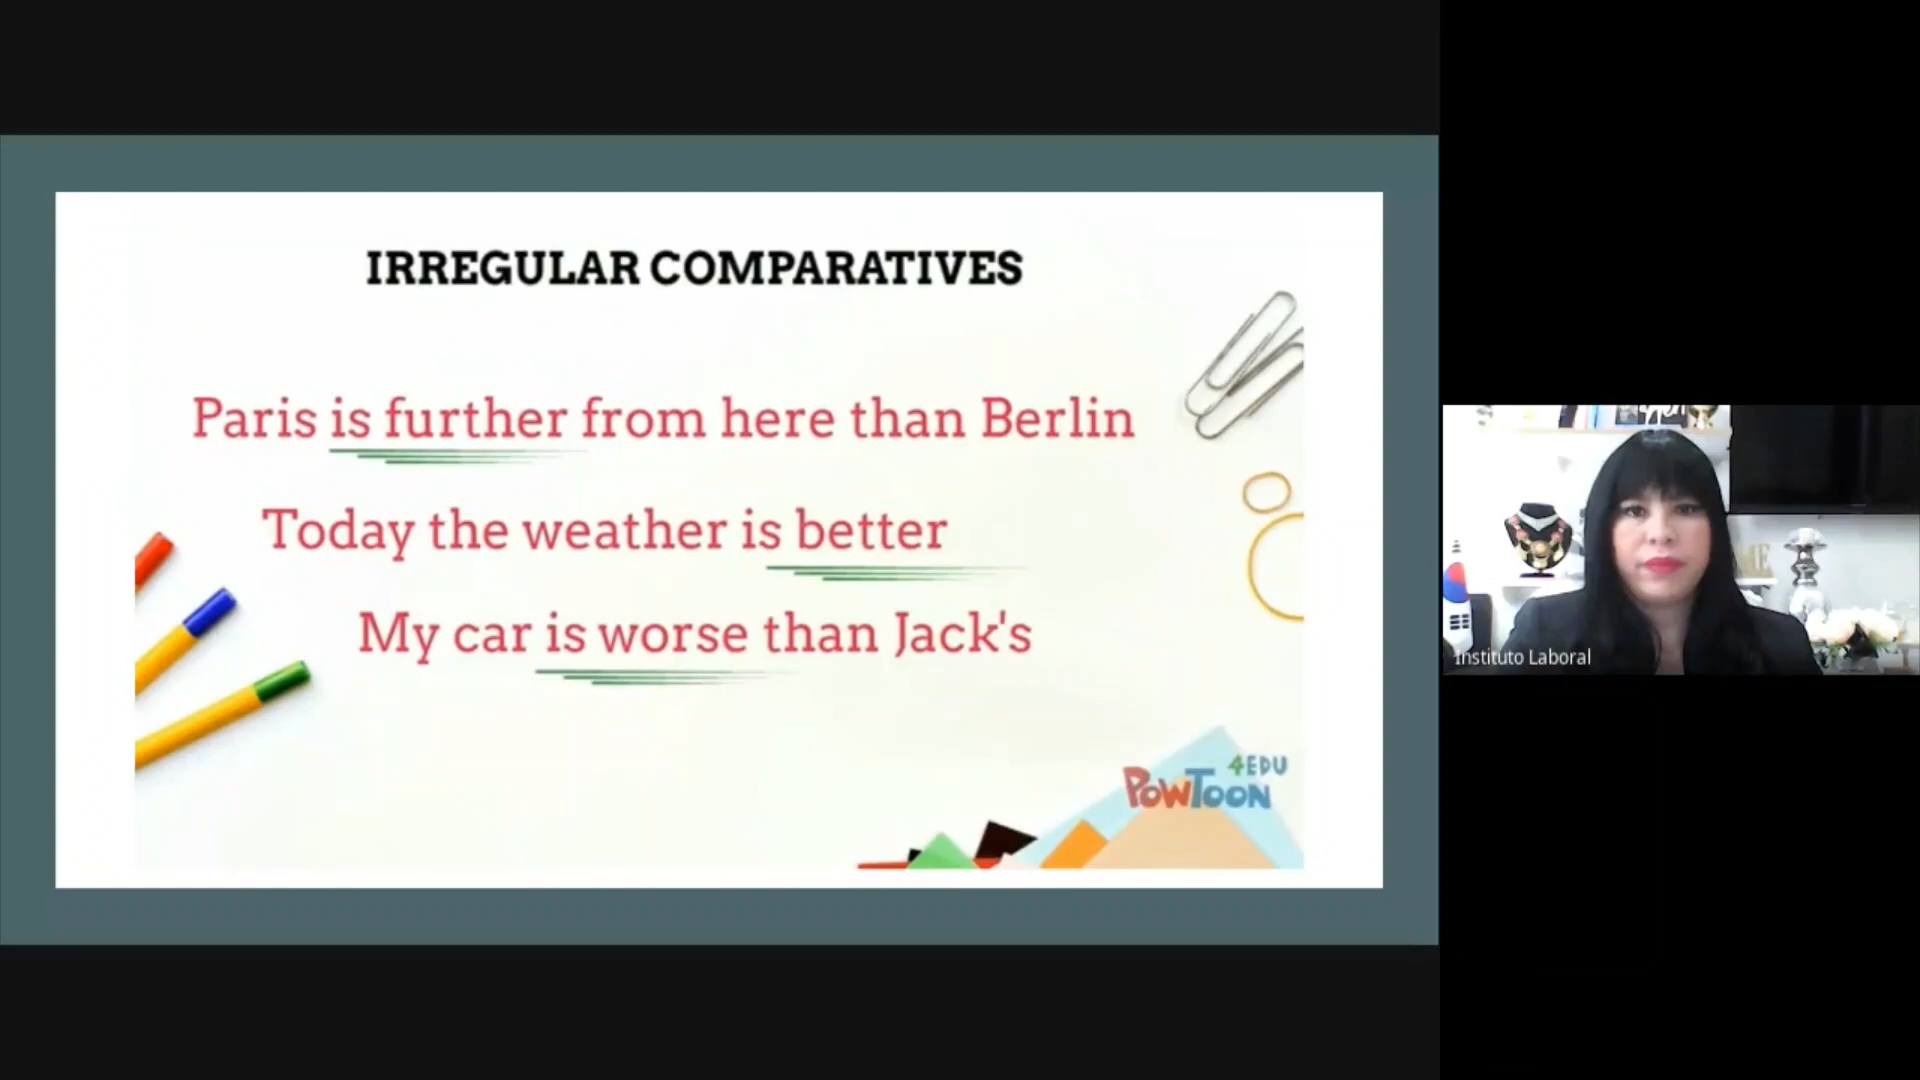 IRREGULAR COMPARATIVES
Paris is further from here than Berlin
Today the weather is better
My car is worse than Jack's
4EDU
POWTOON
Instituto Laboral